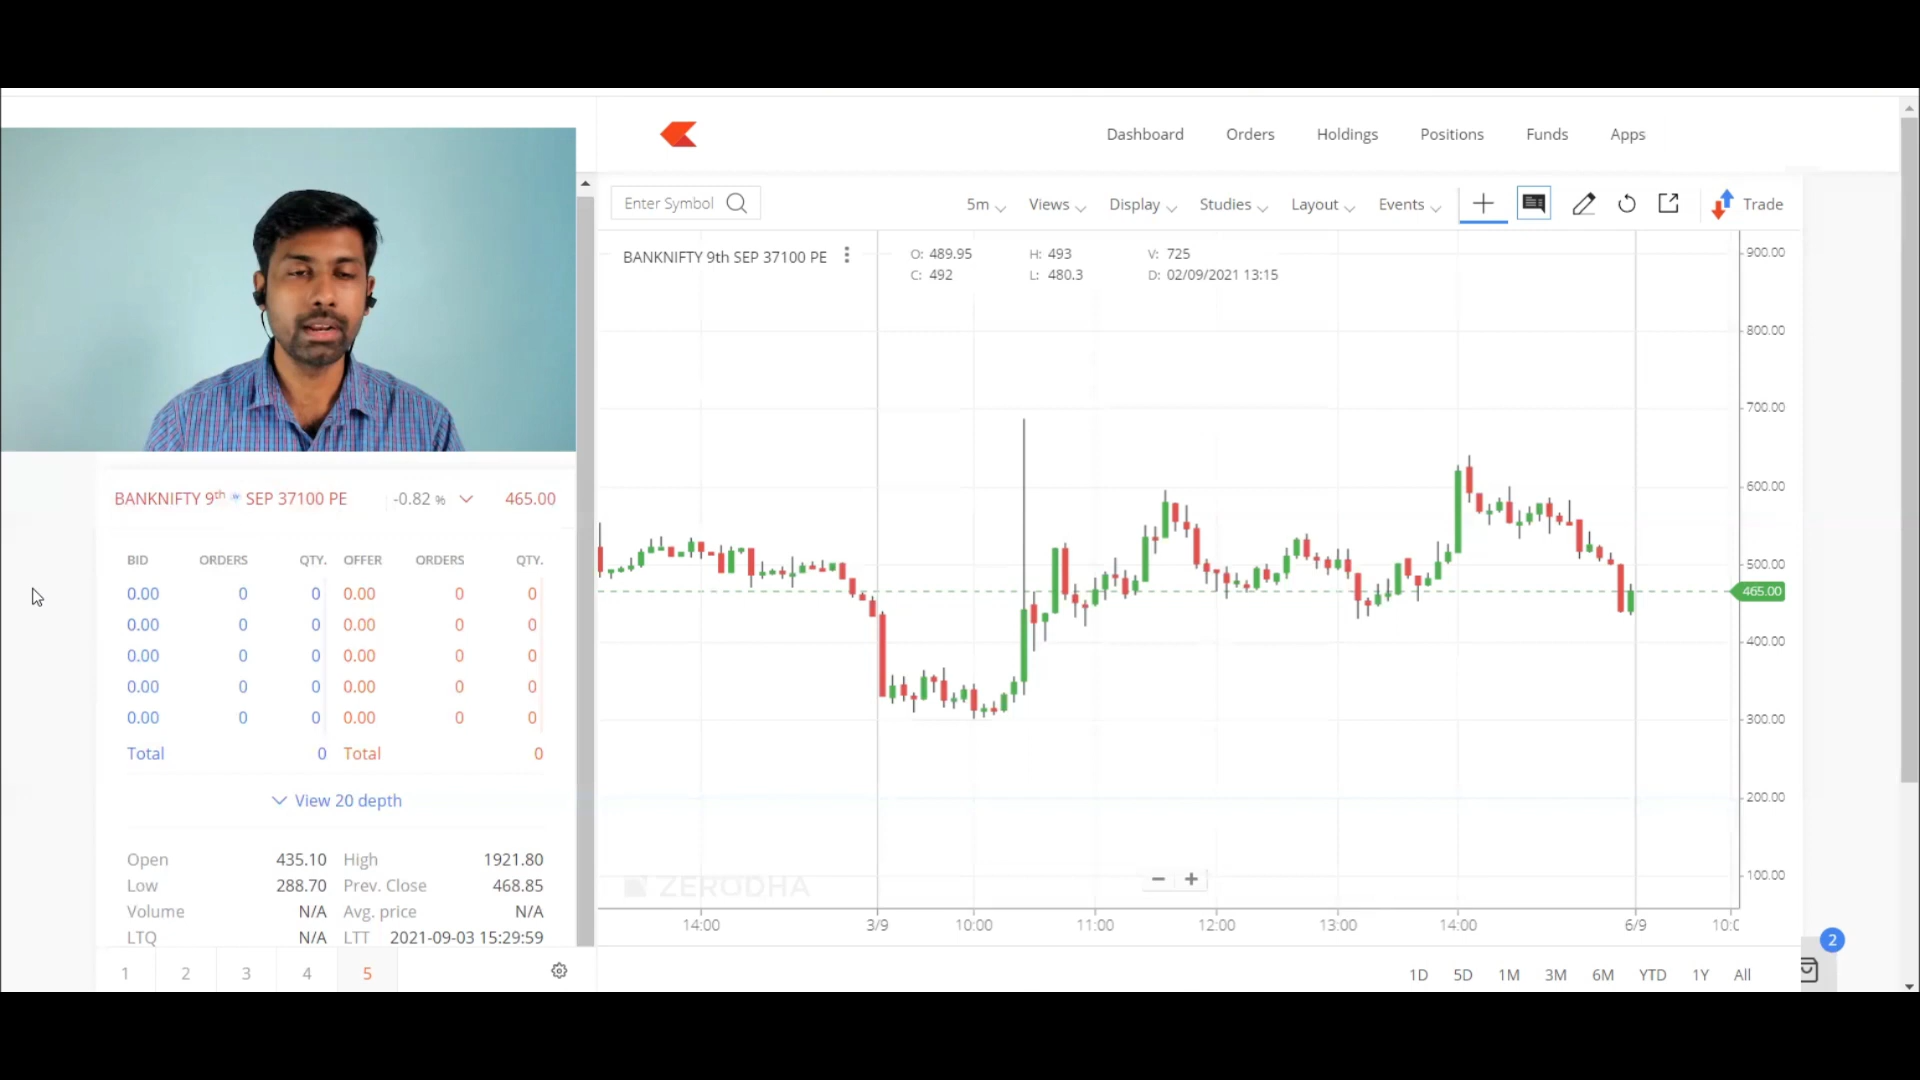 Dashboard Orders Holdings Positions Funds Apps
Enter Symbol 5m Views Display Studies Layout Events Trade
BANKNIFTY 9th SEP 37100 PE O: 489.95 H: 493 V: 725
C: 492 L: 480.3 D: 02/09/2021 13:15
900.00
800.00
700.00
600.00
500.00
465.00
400.00
300.00
200.00
100.00
ZERODHA
14:00 3/9 10:00 11:00 12:00 13:00 14:00 6/9
1D 5D 1M 3M 6M YTD 1Y All
2
BANKNIFTY 9th SEP 37100 PE -0.82 % 465.00
BID ORDERS QTY. OFFER ORDERS QTY.
0.00 0 0 0.00 0 0
0.00 0 0 0.00 0 0
0.00 0 0 0.00 0 0
0.00 0 0 0.00 0 0
0.00 0 0 0.00 0 0
Total 0 Total 0
View 20 depth
Open 435.10 High 1921.80
Low 288.70 Prev. Close 468.85
Volume N/A Avg. price N/A
LTQ N/A LTT 2021-09-03 15:29:59
1 2 3 4 5